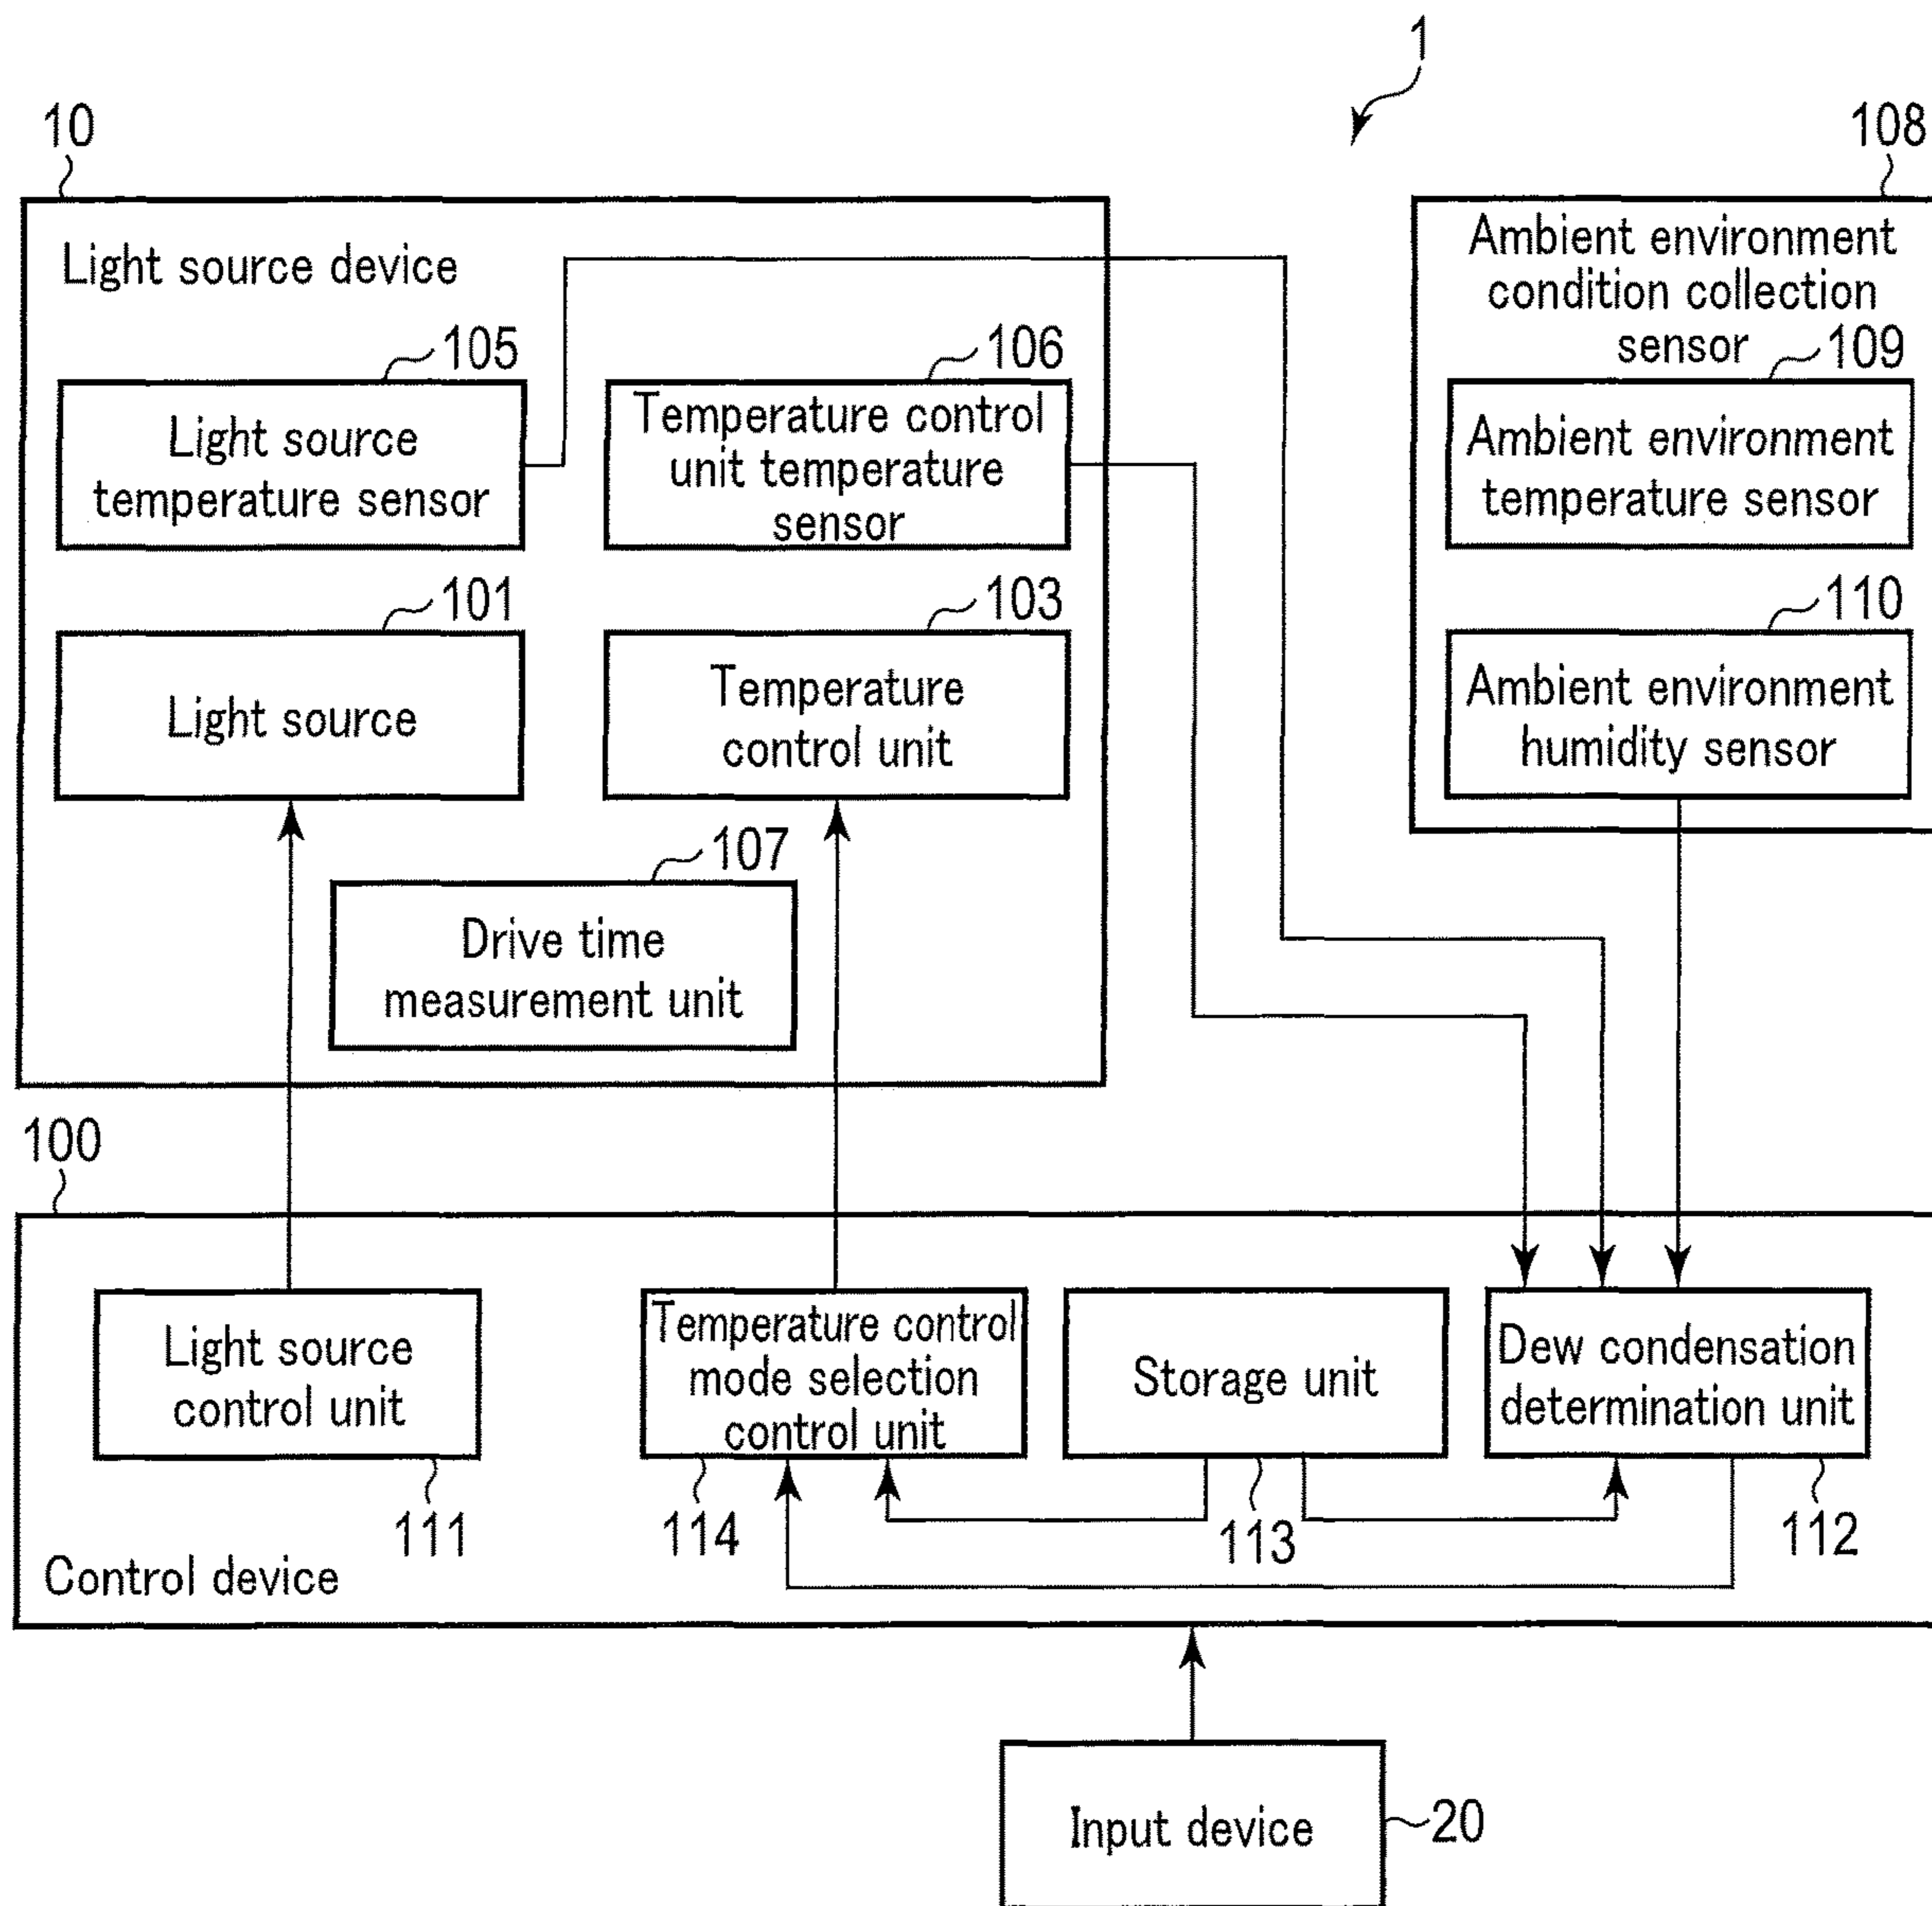 1
10
108
Light source device
Ambient environment
condition collection
sensor
105
106
109
Light source
temperature sensor
Temperature control
unit temperature
sensor
Ambient environment
temperature sensor
101
103
110
Light source
Temperature
control unit
Ambient environment
humidity sensor
107
Drive time
measurement unit
100
Light source
control unit
Temperature control
mode selection
control unit
Storage unit
Dew condensation
determination unit
111
114
113
112
Control device
Input device
20